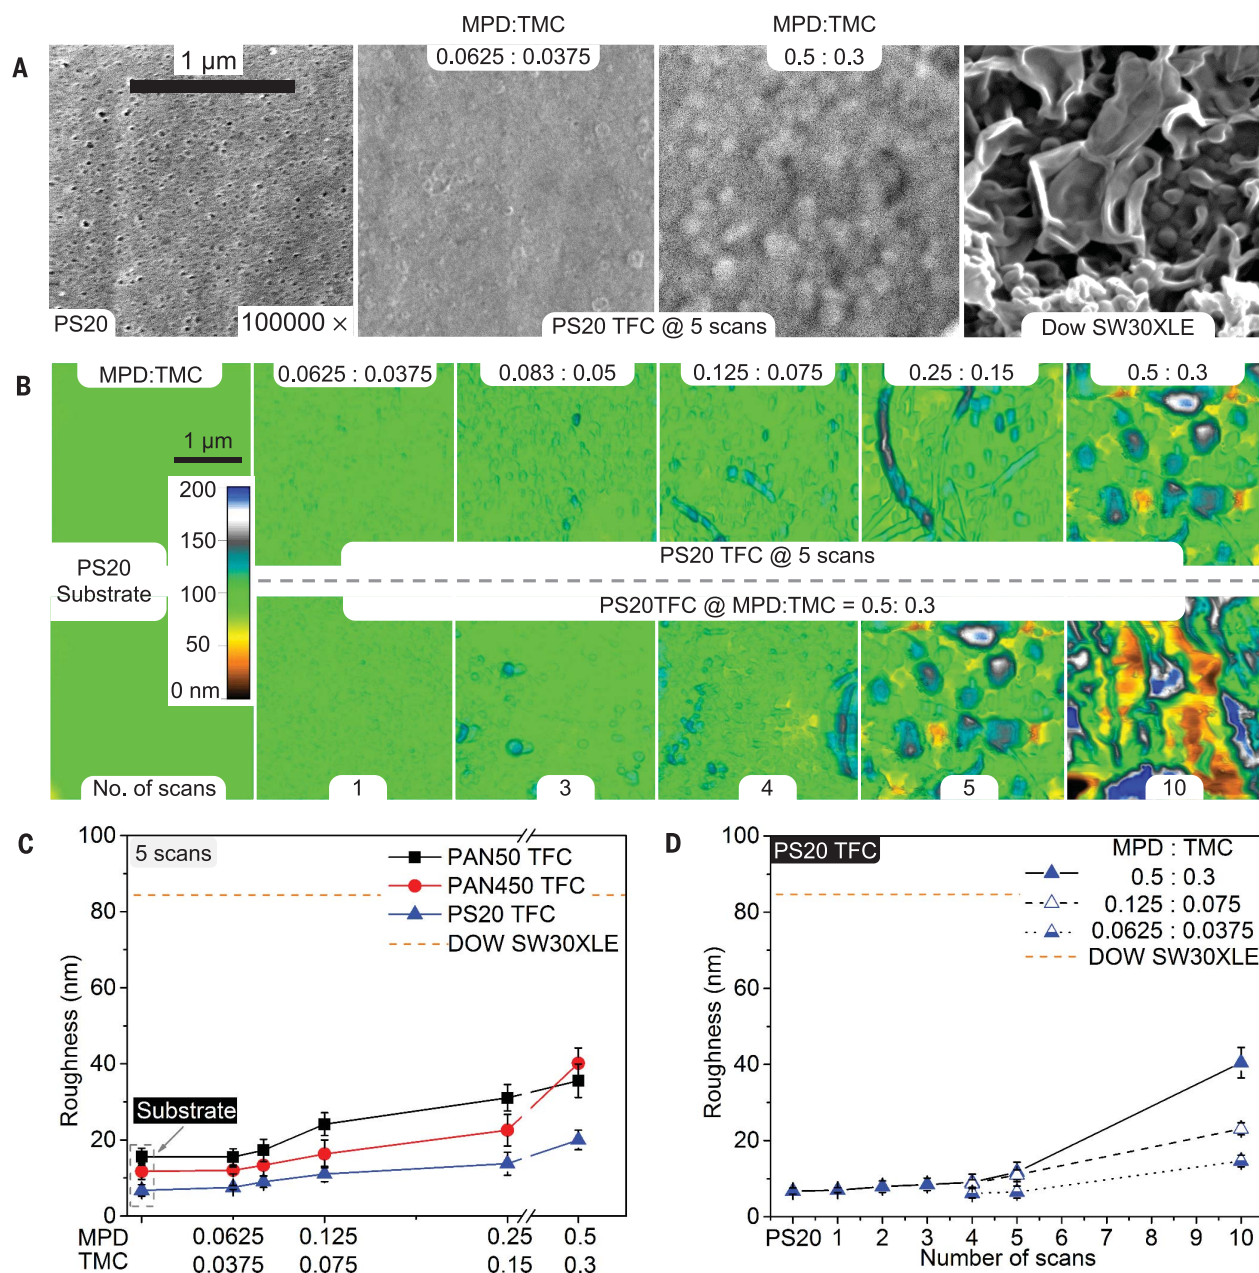 A
MPD:TMC
MPD:TMC
1 µm
0.0625 : 0.0375
0.5 : 0.3
PS20
100000 ×
PS20 TFC @ 5 scans
Dow SW30XLE
B
MPD:TMC
0.0625 : 0.0375
0.083 : 0.05
0.125 : 0.075
0.25 : 0.15
0.5 : 0.3
1 µm
200
150
100
50
0 nm
PS20
Substrate
PS20 TFC @ 5 scans
PS20TFC @ MPD:TMC = 0.5: 0.3
No. of scans
1
3
4
5
10
C
5 scans
PAN50 TFC
PAN450 TFC
PS20 TFC
DOW SW30XLE
Substrate
Roughness (nm)
100
80
60
40
20
0
MPD
0.0625
0.125
0.25
0.5
TMC
0.0375
0.075
0.15
0.3
D
PS20 TFC
MPD : TMC
0.5 : 0.3
0.125 : 0.075
0.0625 : 0.0375
DOW SW30XLE
Roughness (nm)
100
80
60
40
20
0
PS20 1 2 3 4 5 6 7 8 9 10
Number of scans